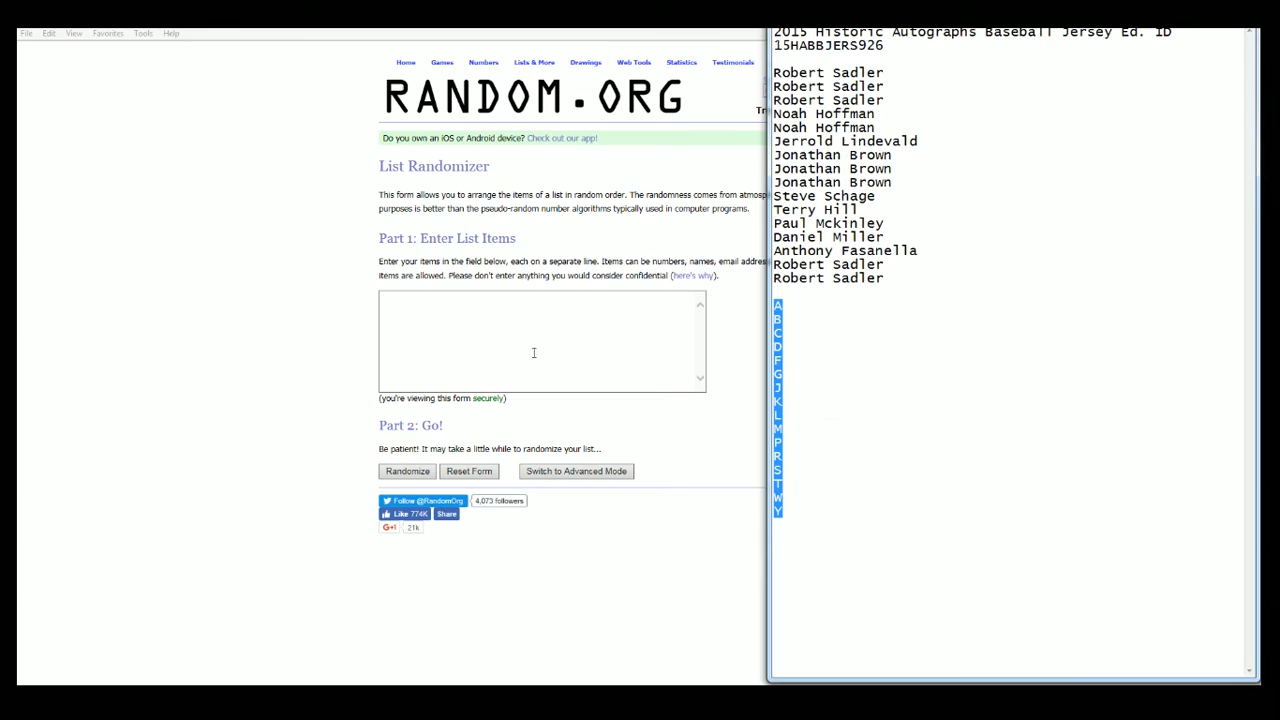 File Edit View Favorites Tools Help
Home Games Numbers Lists & More Drawings Web Tools Statistics Testimonials
RANDOM.ORG
Do you own an iOS or Android device? Check out our app!
List Randomizer
This form allows you to arrange the items of a list in random order. The randomness comes from
purposes is better than the pseudo-random number algorithms typically used in computer programs.
Part 1: Enter List Items
Enter your items in the field below, each on a separate line. Items can be numbers, names, email
items are allowed. Please don't enter anything you would consider confidential (here's why).
(you're viewing this form securely)
Part 2: Go!
Be patient! It may take a little while to randomize your list...
Randomize Reset Form Switch to Advanced Mode
Follow @RandomOrg 4,073 followers
Like 774K Share
G+1 21k
2015 Historic Autographs Baseball Jersey Ed. ID
15HABBJERS926
Robert Sadler
Robert Sadler
Robert Sadler
Noah Hoffman
Noah Hoffman
Jerrold Lindevald
Jonathan Brown
Jonathan Brown
Jonathan Brown
Steve Schage
Terry Hill
Paul Mckinley
Daniel Miller
Anthony Fasanella
Robert Sadler
Robert Sadler
A
B
C
D
F
G
J
K
L
M
P
R
S
T
W
Y